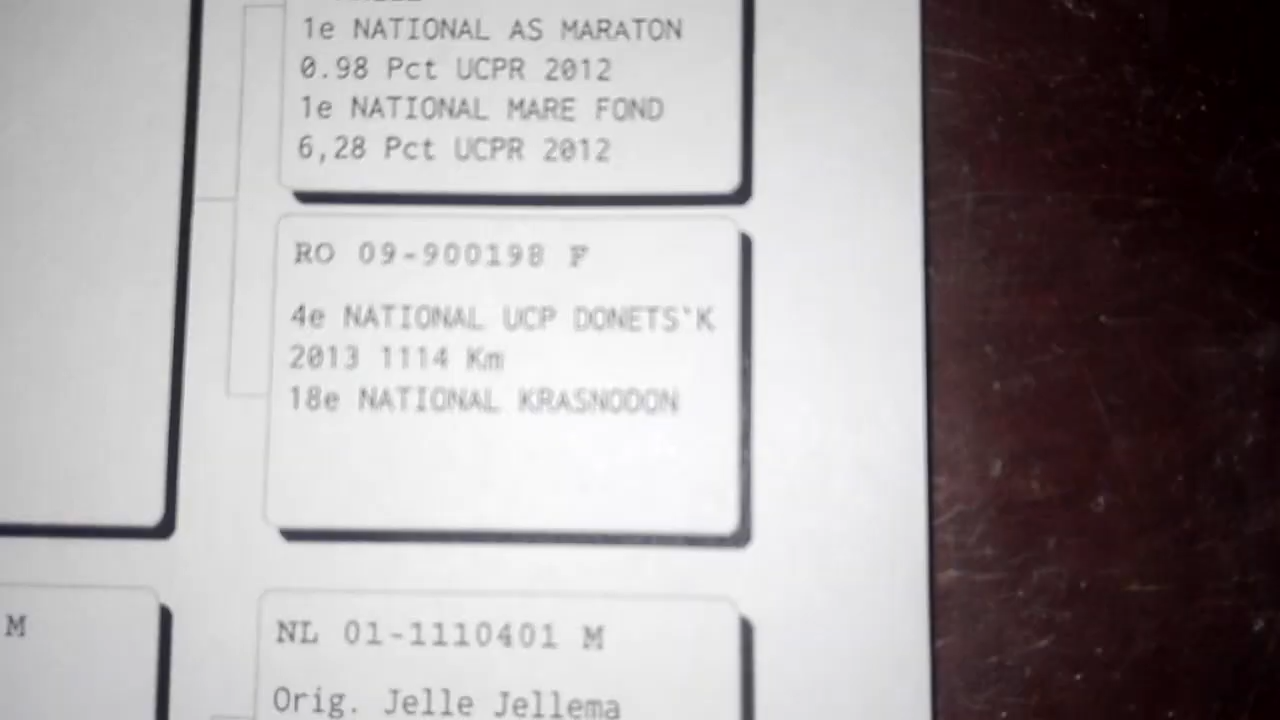 1e NATIONAL AS MARATON
0.98 Pct UCPR 2012
1e NATIONAL MARE FOND
6,28 Pct UCPR 2012
RO 09-900198 F
4e NATIONAL UCP DONETS`K
2013 1114 Km
18e NATIONAL KRASNODON
M
NL 01-1110401 M
Orig. Jelle Jellema